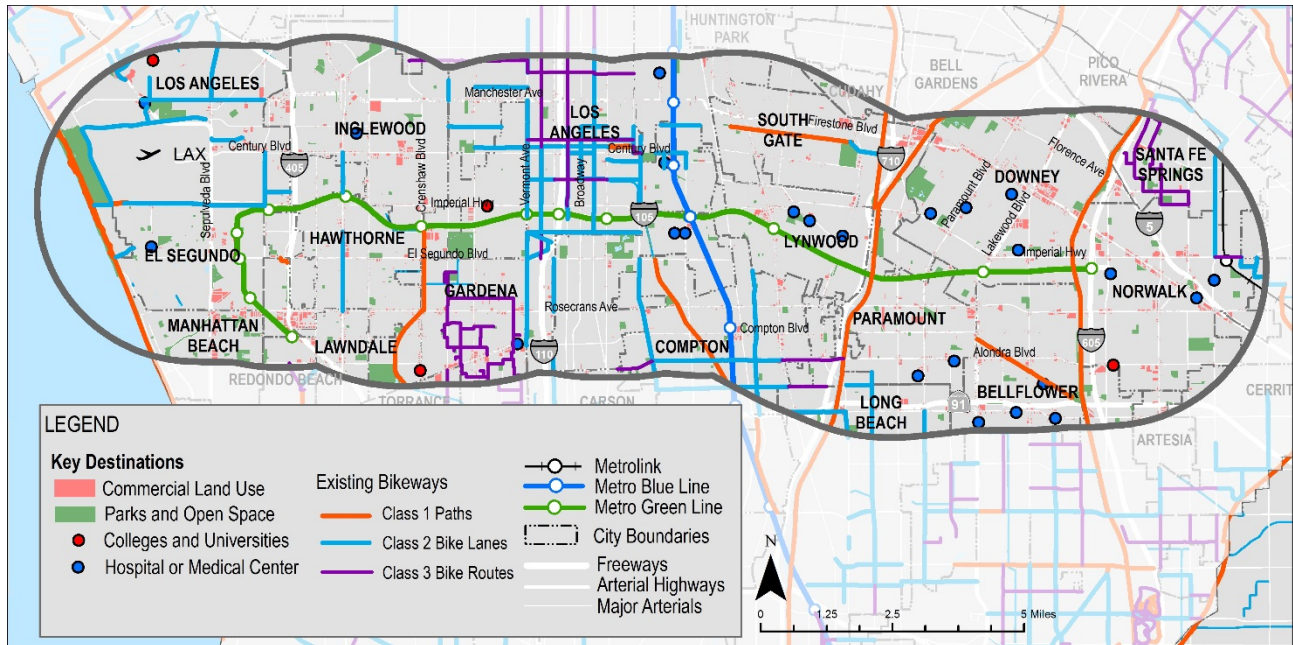 HUNTINGTON
PARK
BELL
GARDENS
PICO
RIVERA
CUDAHY
LOS ANGELES
Manchester Ave
LOS
ANGELES
SOUTH
GATE
Firestone Blvd
INGLEWOOD
Century Blvd
LAX
405
Century Blvd
710
Florence Ave
SANTA FE
SPRINGS
DOWNEY
Paramount Blvd
Lakewood Blvd
Sepulveda Blvd
Crenshaw Blvd
Vermont Ave
Broadway
Imperial Hwy
105
5
EL SEGUNDO
HAWTHORNE
El Segundo Blvd
LYNWOOD
Imperial Hwy
GARDENA
NORWALK
Rosecrans Ave
MANHATTAN
BEACH
LAWNDALE
110
COMPTON
Compton Blvd
PARAMOUNT
605
Alondra Blvd
REDONDO BEACH
TORRANCE
CARSON
LONG
BEACH
91
BELLFLOWER
CERRIT
ARTESIA
LEGEND
Key Destinations
Commercial Land Use
Parks and Open Space
Colleges and Universities
Hospital or Medical Center
Existing Bikeways
Class 1 Paths
Class 2 Bike Lanes
Class 3 Bike Routes
Metrolink
Metro Blue Line
Metro Green Line
City Boundaries
Freeways
Arterial Highways
Major Arterials
N
0 1.25 2.5 5 Miles